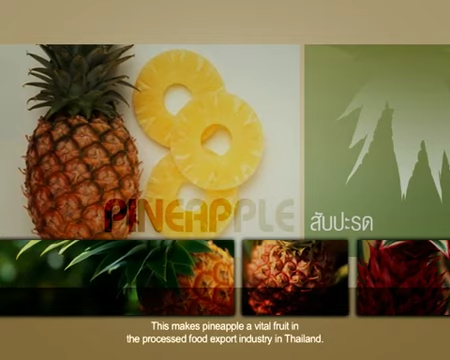 PINEAPPLE สับปะรด
This makes pineapple a vital fruit in
the processed food export industry in Thailand.